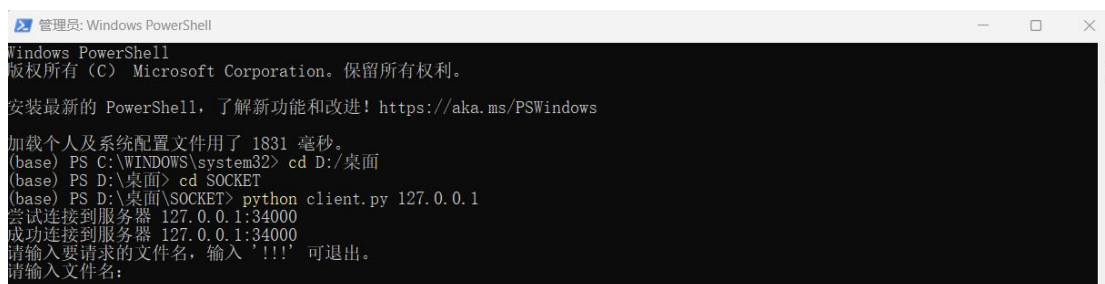 管理员: Windows PowerShell
Windows PowerShell
版权所有（C） Microsoft Corporation。保留所有权利。
安装最新的 PowerShell，了解新功能和改进！https://aka.ms/PSWindows
加载个人及系统配置文件用了 1831 毫秒。
(base) PS C:\WINDOWS\system32> cd D:/桌面
(base) PS D:\桌面> cd SOCKET
(base) PS D:\桌面\SOCKET> python client.py 127.0.0.1
尝试连接到服务器 127.0.0.1:34000
成功连接到服务器 127.0.0.1:34000
请输入要请求的文件名，输入 '!!!' 可退出。
请输入文件名: